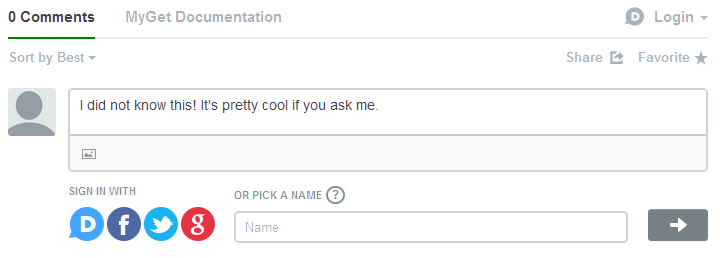 0 Comments MyGet Documentation D Login
Sort by Best Share Favorite
I did not know this! It's pretty cool if you ask me.
SIGN IN WITH OR PICK A NAME ?
D f g Name